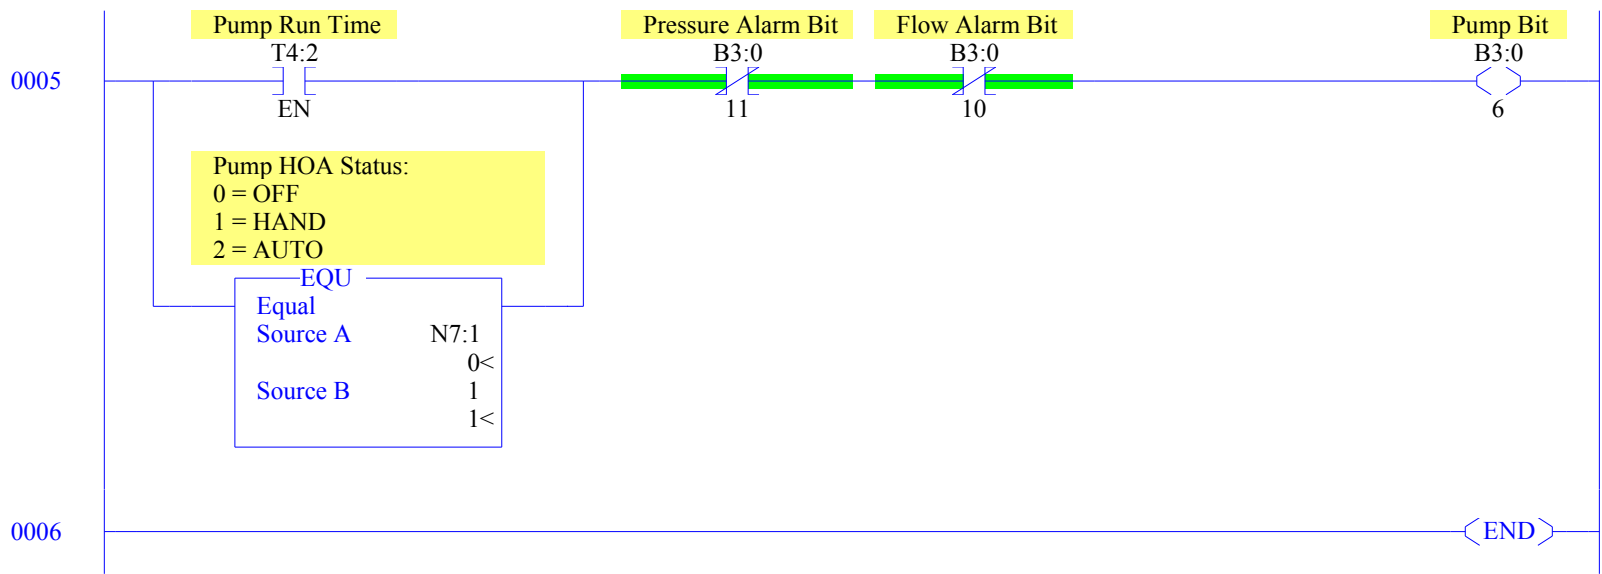 Pump Run Time
T4:2
EN
Pressure Alarm Bit
B3:0
11
Flow Alarm Bit
B3:0
10
Pump Bit
B3:0
6
0005
Pump HOA Status:
0 = OFF
1 = HAND
2 = AUTO
EQU
Equal
Source A N7:1
0<
Source B 1
1<
0006
END